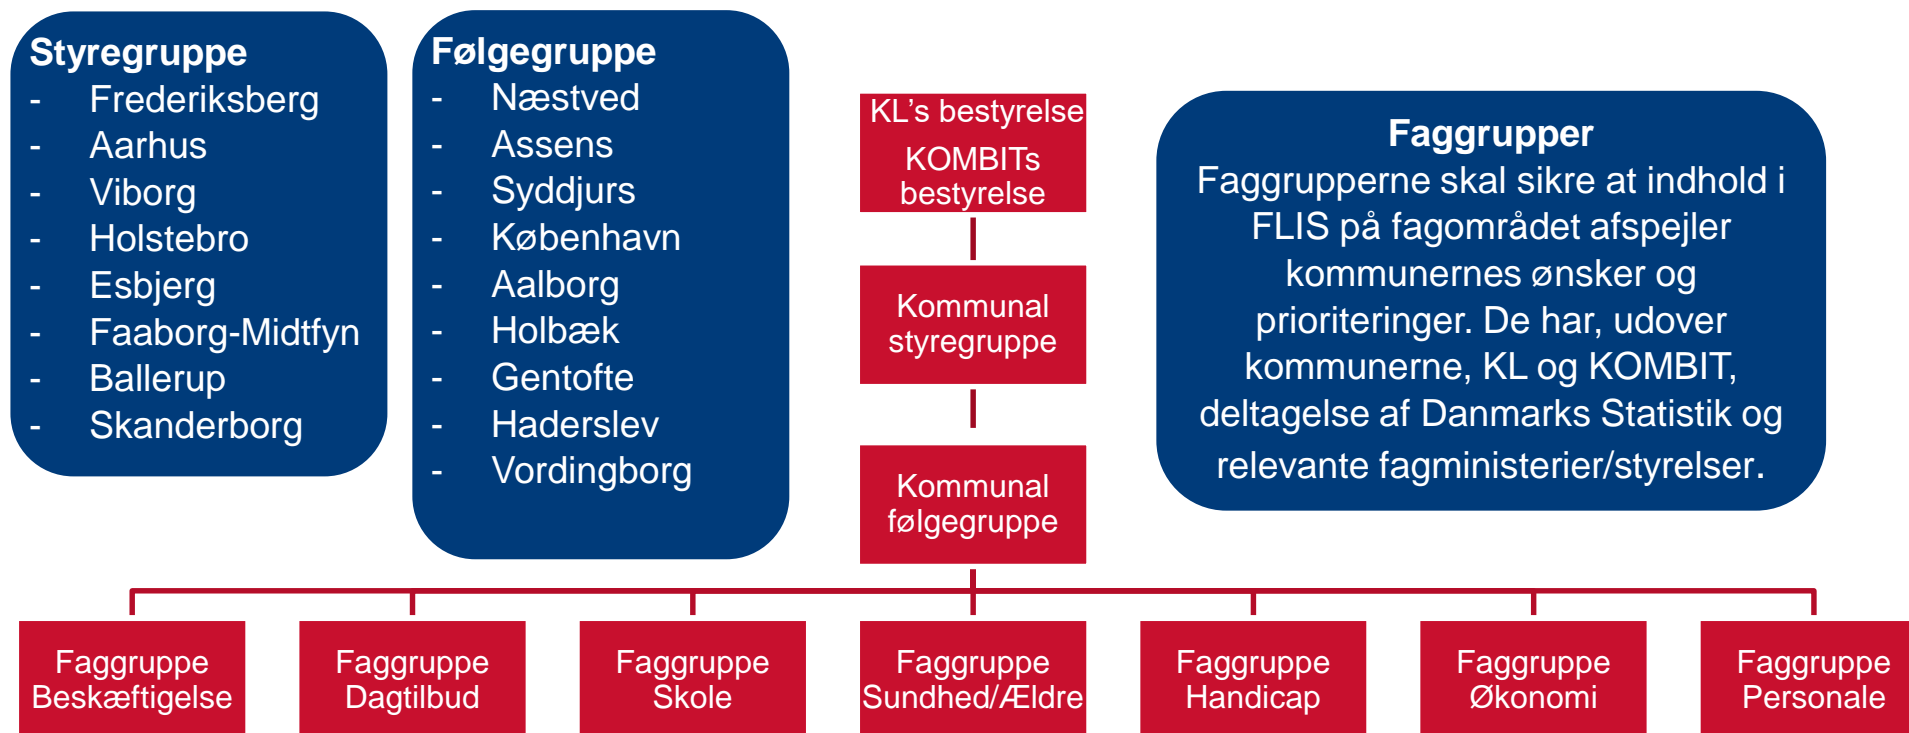 Styregruppe
- Frederiksberg
- Aarhus
- Viborg
- Holstebro
- Esbjerg
- Faaborg-Midtfyn
- Ballerup
- Skanderborg
Følgegruppe
- Næstved
- Assens
- Syddjurs
- København
- Aalborg
- Holbæk
- Gentofte
- Haderslev
- Vordingborg
KL's bestyrelse
KOMBITs
bestyrelse
Kommunal
styregruppe
Kommunal
følgegruppe
Faggrupper
Faggrupperne skal sikre at indhold i
FLIS på fagområdet afspejler
kommunernes ønsker og
prioriteringer. De har, udover
kommunerne, KL og KOMBIT,
deltagelse af Danmarks Statistik og
relevante fagministerier/styrelser.
Faggruppe
Beskæftigelse
Faggruppe
Dagtilbud
Faggruppe
Skole
Faggruppe
Sundhed/Ældre
Faggruppe
Handicap
Faggruppe
Økonomi
Faggruppe
Personale